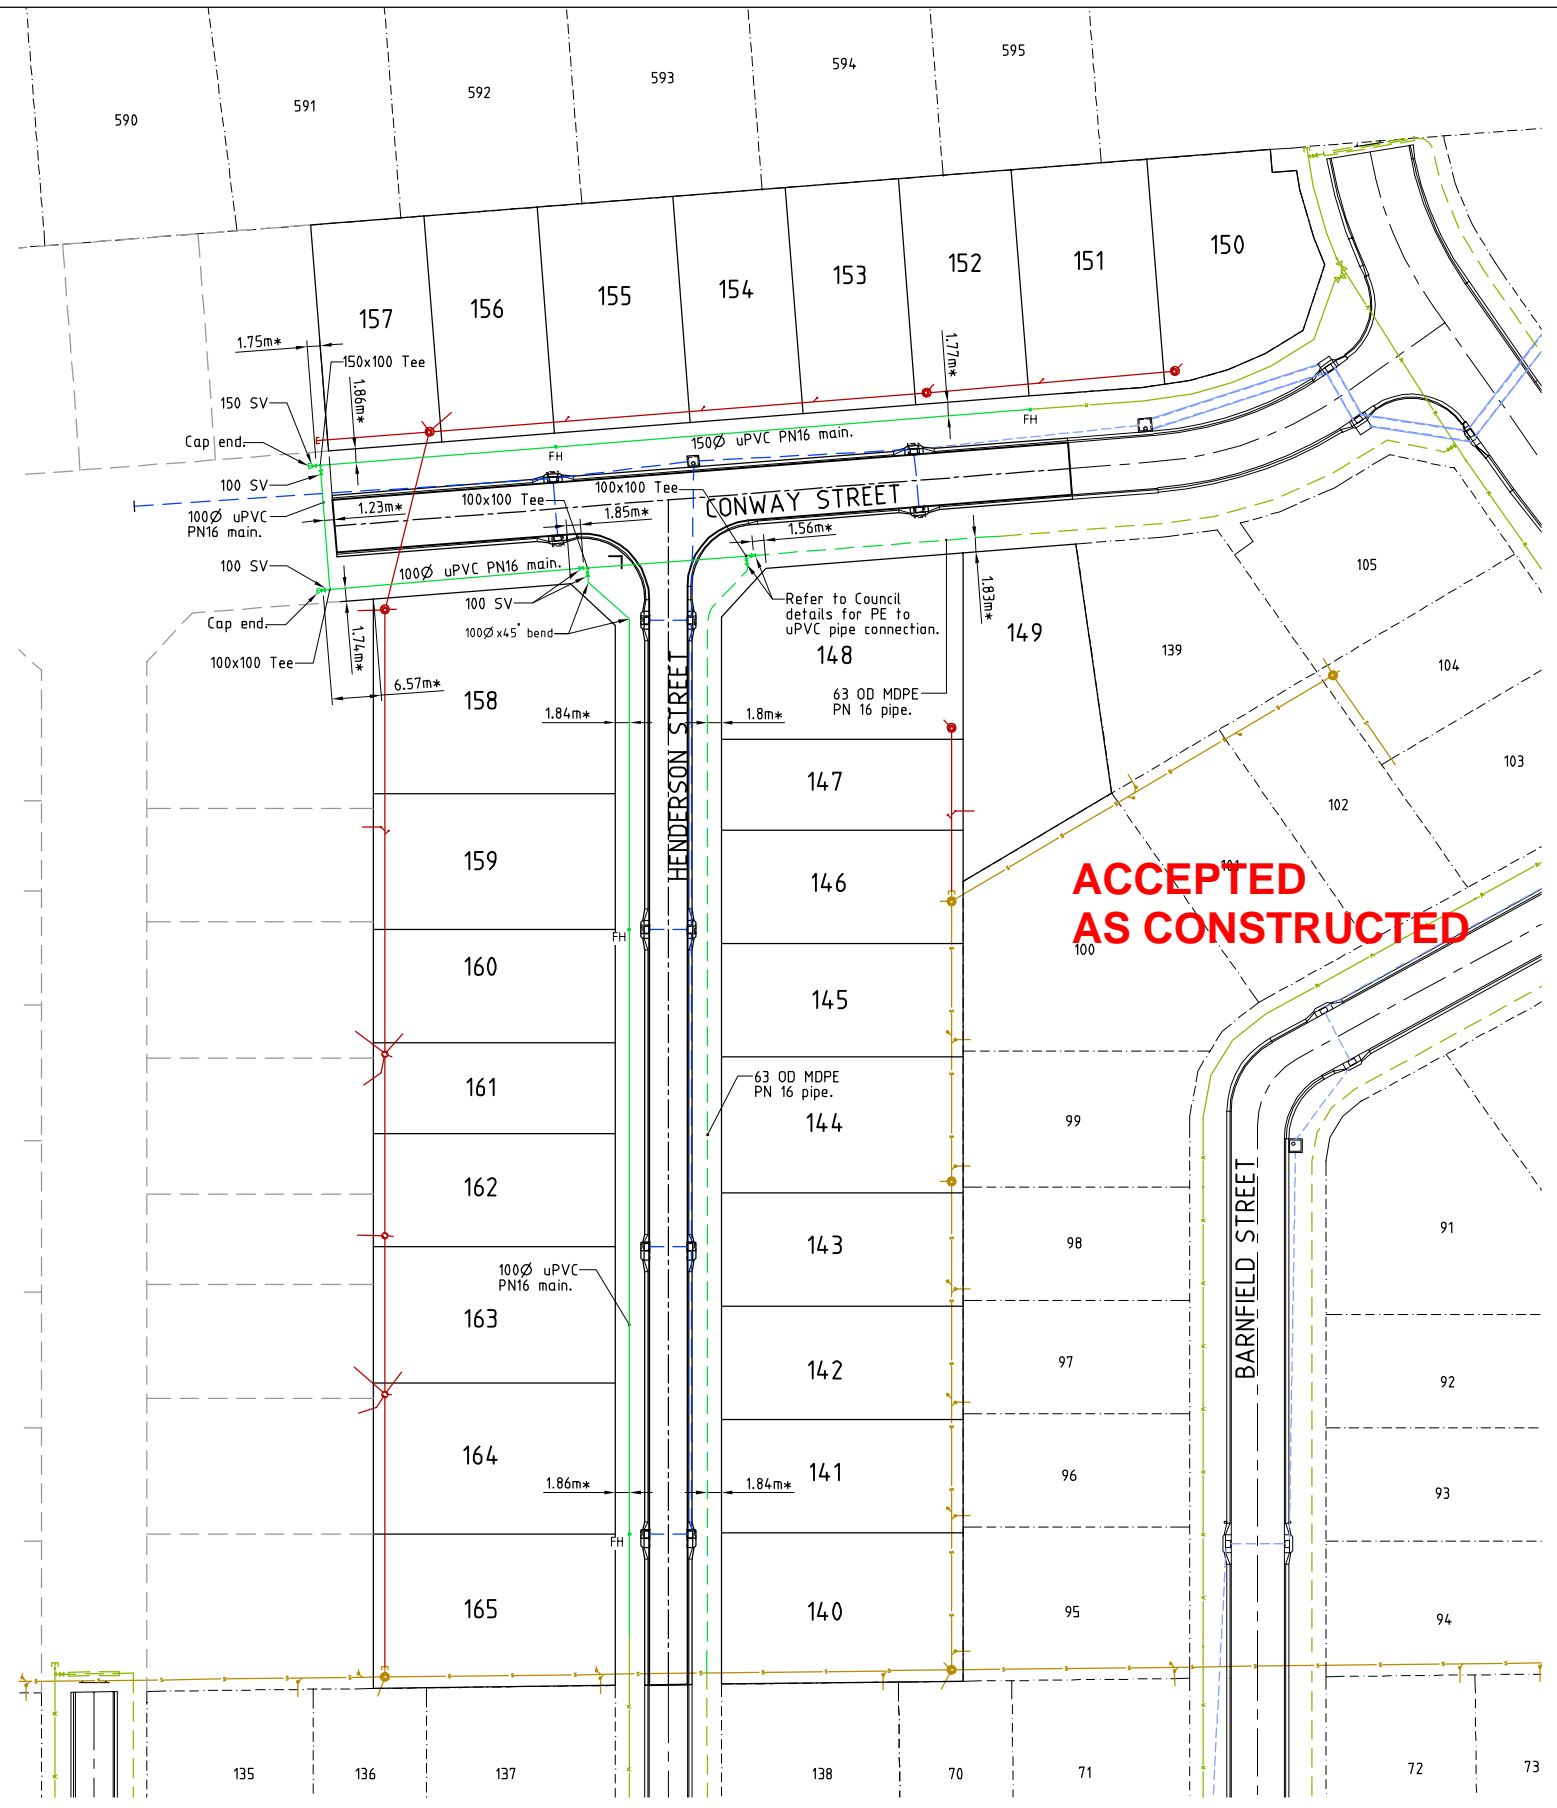 595
594
593
592
591
590
150
151
152
153
154
155
156
157
1.75m*
150x100 Tee
1.86m*
1.77m*
150 SV
Cap end.
FH
FH
150Ø uPVC PN16 main.
100 SV
100x100 Tee
100x100 Tee
CONWAY STREET
1.23m*
1.85m*
1.56m*
100Ø uPVC
PN16 main.
100 SV
100Ø uPVC PN16 main.
100 SV
100Ø x45° bend
Refer to Council
details for PE to
uPVC pipe connection.
1.83m*
105
Cap end.
1.74m*
100x100 Tee
6.57m*
149
139
148
104
158
63 OD MDPE
PN 16 pipe.
1.84m*
1.8m*
HENDERSON STREET
147
103
102
159
146
101
ACCEPTED
AS CONSTRUCTED
FH
100
160
145
161
63 OD MDPE
PN 16 pipe.
144
99
162
143
98
BARNFIELD STREET
91
100Ø uPVC
PN16 main.
163
142
97
92
164
141
96
1.86m*
1.84m*
93
FH
165
140
95
94
135
136
137
138
70
71
72
73